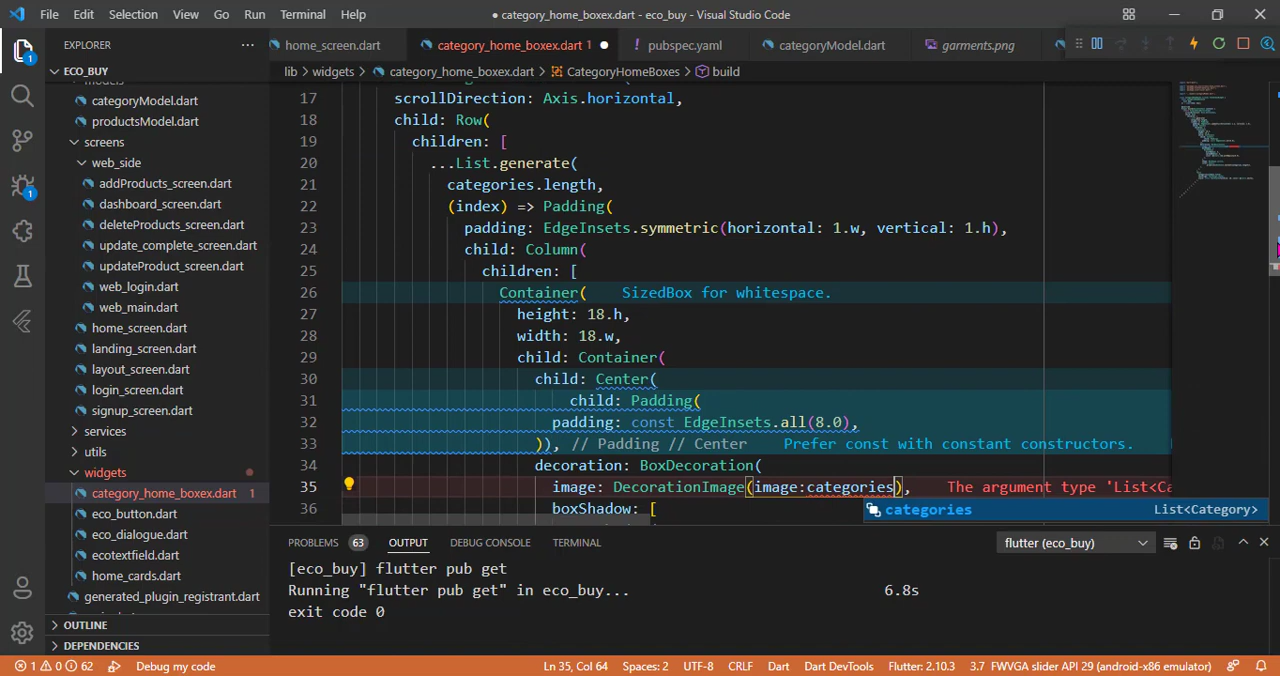 File Edit Selection View Go Run Terminal Help ● category_home_boxex.dart - eco_buy - Visual Studio Code
EXPLORER ... home_screen.dart category_home_boxex.dart 1 pubspec.yaml categoryModel.dart garments.png
ECO_BUY lib > widgets > category_home_boxex.dart > CategoryHomeBoxes > build
models
categoryModel.dart
productsModel.dart
screens
web_side
addProducts_screen.dart
dashboard_screen.dart
deleteProducts_screen.dart
update_complete_screen.dart
updateProduct_screen.dart
web_login.dart
web_main.dart
home_screen.dart
landing_screen.dart
layout_screen.dart
login_screen.dart
signup_screen.dart
services
utils
widgets
category_home_boxex.dart 1
eco_button.dart
eco_dialogue.dart
ecotextfield.dart
home_cards.dart
generated_plugin_registrant.dart
OUTLINE
DEPENDENCIES
17 scrollDirection: Axis.horizontal,
18 child: Row(
19 children: [
20 ...List.generate(
21 categories.length,
22 (index) => Padding(
23 padding: EdgeInsets.symmetric(horizontal: 1.w, vertical: 1.h),
24 child: Column(
25 children: [
26 Container( SizedBox for whitespace.
27 height: 18.h,
28 width: 18.w,
29 child: Container(
30 child: Center(
31 child: Padding(
32 padding: const EdgeInsets.all(8.0),
33 )), // Padding // Center Prefer const with constant constructors.
34 decoration: BoxDecoration(
35 image: DecorationImage(image:categories), The argument type 'List<Ca
36 boxShadow: [
categories List<Category>
PROBLEMS 63 OUTPUT DEBUG CONSOLE TERMINAL flutter (eco_buy)
[eco_buy] flutter pub get
Running "flutter pub get" in eco_buy... 6.8s
exit code 0
1 0 62 Debug my code Ln 35, Col 64 Spaces: 2 UTF-8 CRLF Dart Dart DevTools Flutter: 2.10.3 3.7 FWVGA slider API 29 (android-x86 emulator)